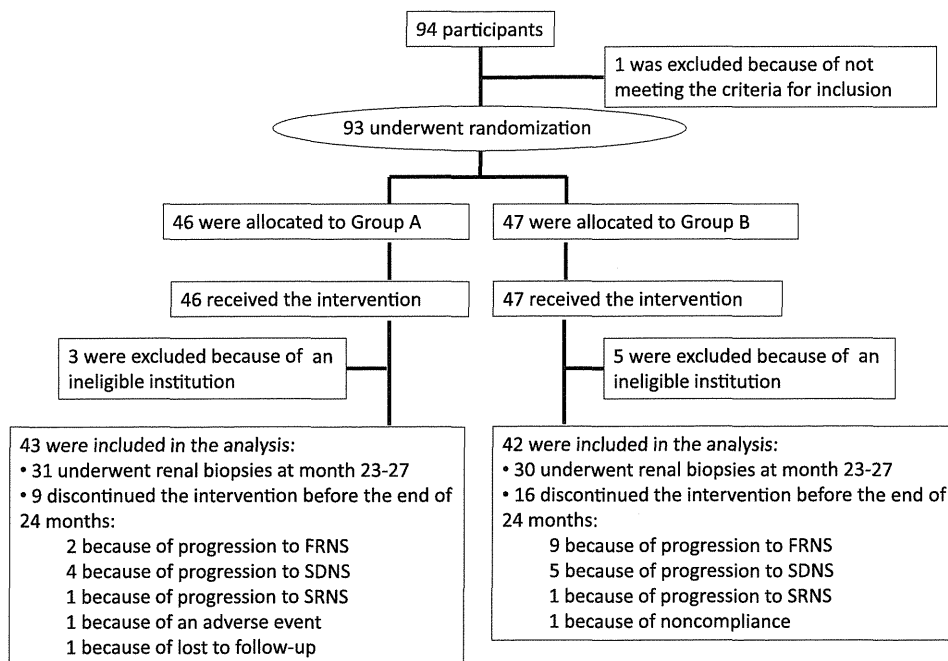 94 participants
1 was excluded because of not
meeting the criteria for inclusion
93 underwent randomization
46 were allocated to Group A
47 were allocated to Group B
46 received the intervention
47 received the intervention
3 were excluded because of an
ineligible institution
5 were excluded because of an
ineligible institution
43 were included in the analysis:
• 31 underwent renal biopsies at month 23-27
• 9 discontinued the intervention before the end of
24 months:
2 because of progression to FRNS
4 because of progression to SDNS
1 because of progression to SRNS
1 because of an adverse event
1 because of lost to follow-up
42 were included in the analysis:
• 30 underwent renal biopsies at month 23-27
• 16 discontinued the intervention before the end of
24 months:
9 because of progression to FRNS
5 because of progression to SDNS
1 because of progression to SRNS
1 because of noncompliance